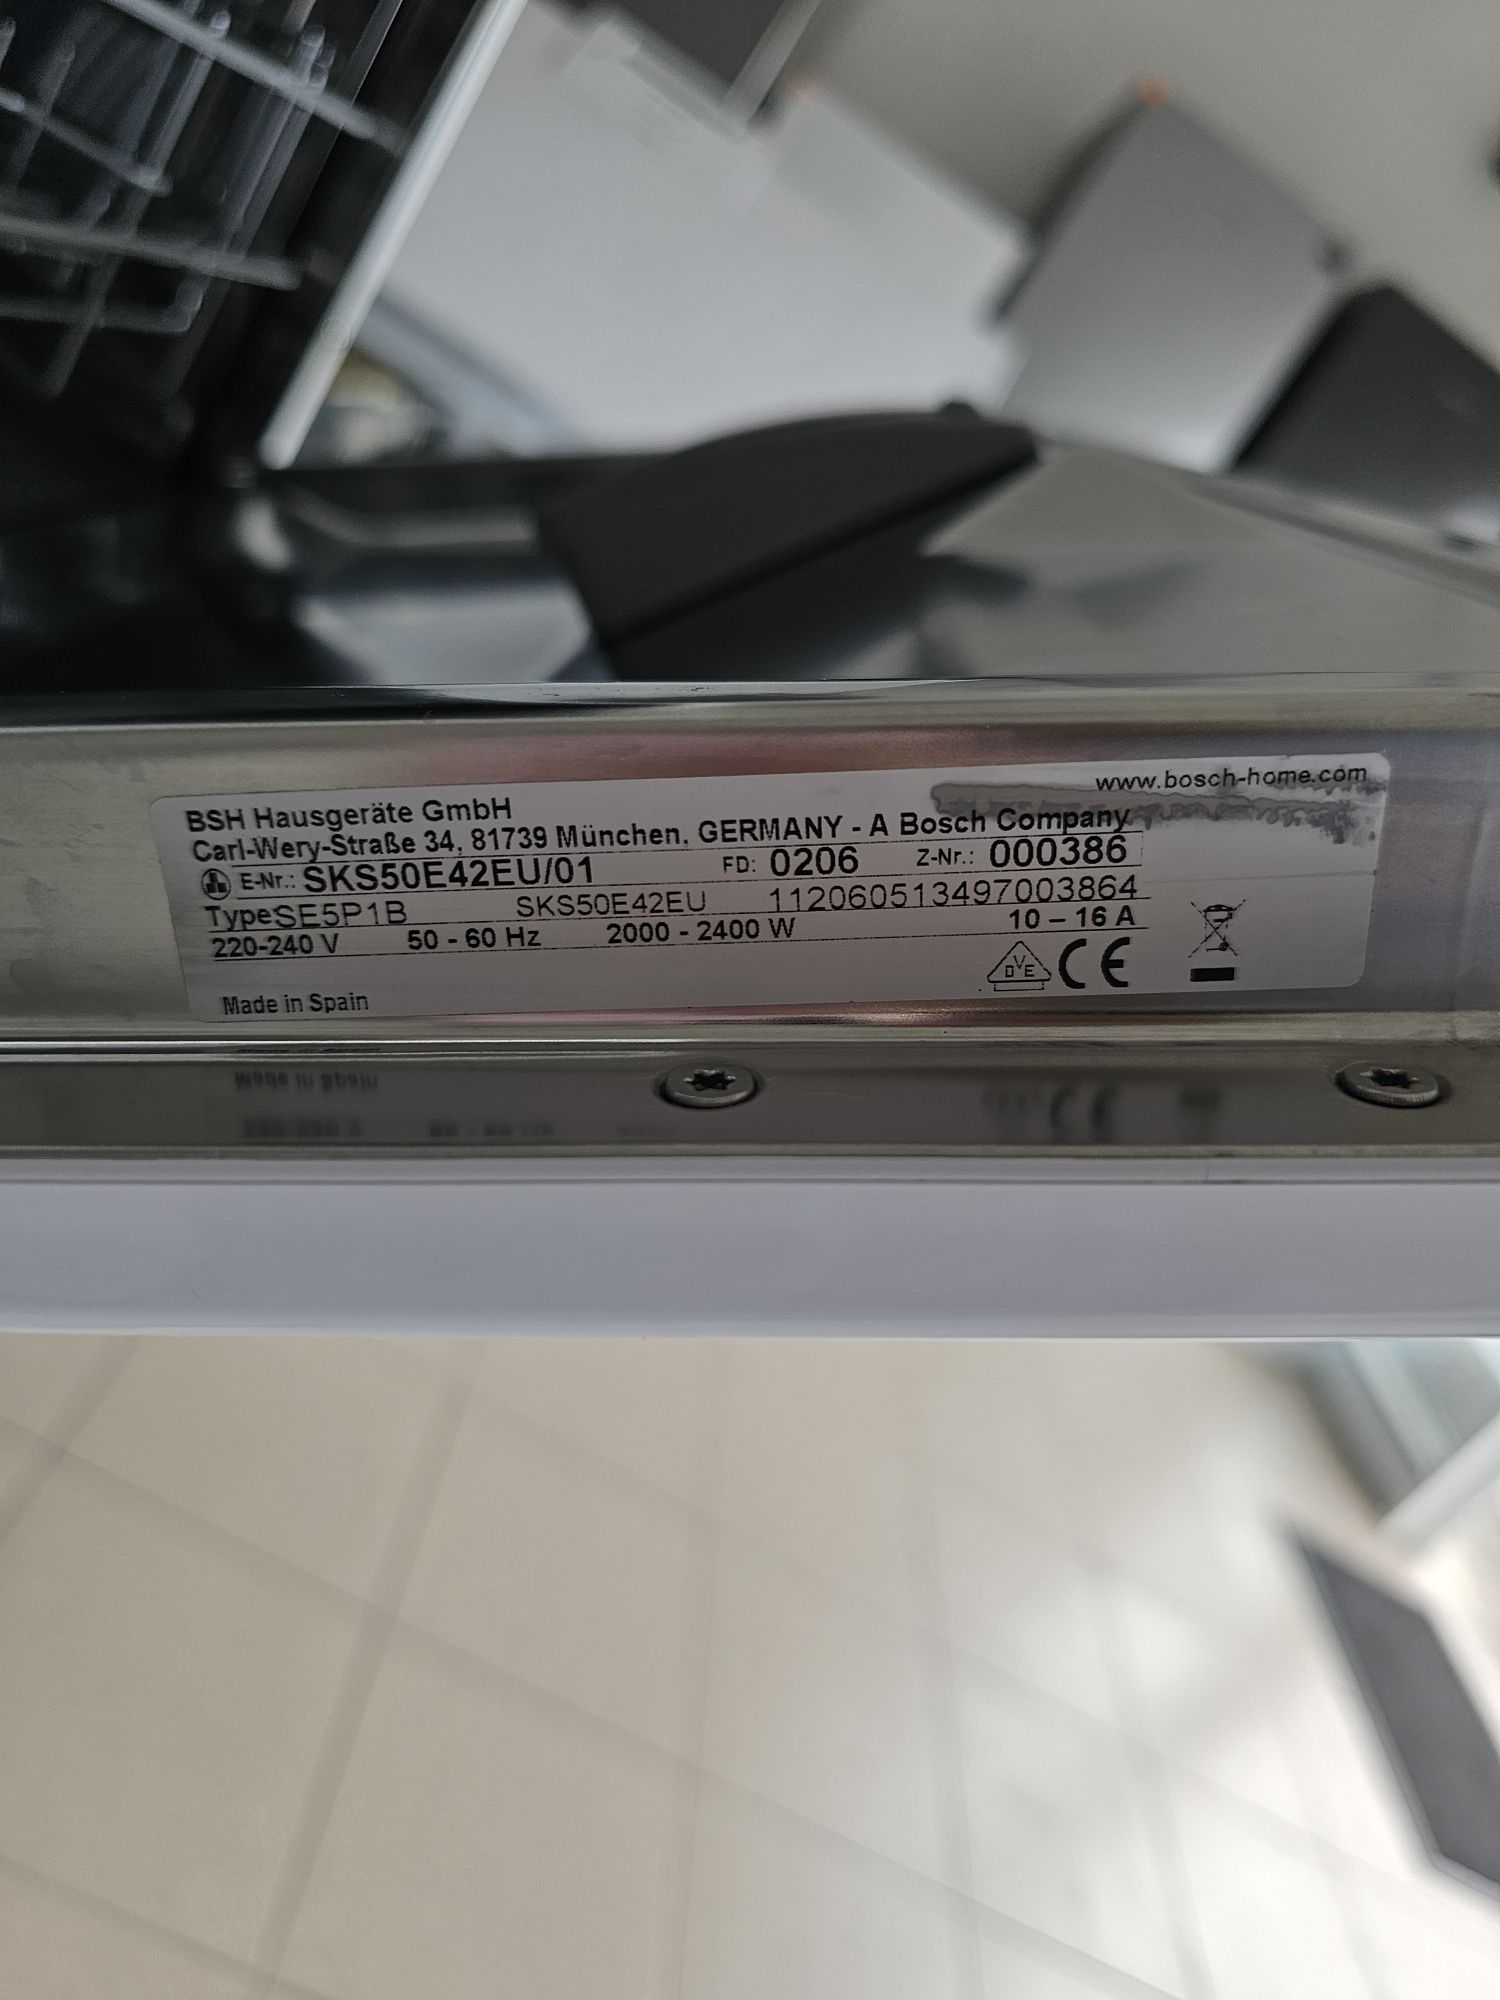 www.bosch-home.com
BSH Hausgeräte GmbH
Carl-Wery-Straße 34, 81739 München, GERMANY - A Bosch Company
E-Nr.: SKS50E42EU/01 FD: 0206 Z-Nr.: 000386
TypeSE5P1B SKS50E42EU 112060513497003864
220-240 V 50 - 60 Hz 2000 - 2400 W 10 – 16 A
DVE CE
Made in Spain